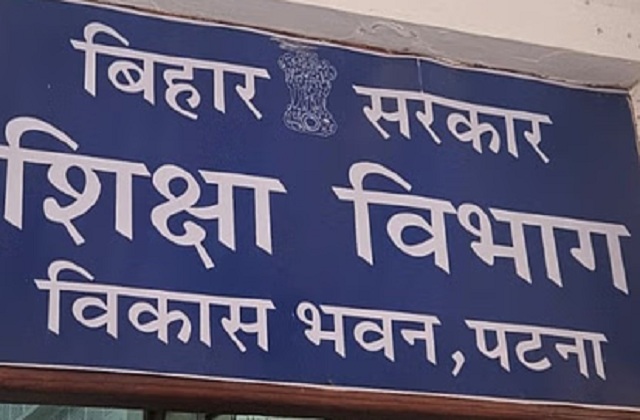 बिहार सरकार
शिक्षा विभाग
विकास भवन, पटना